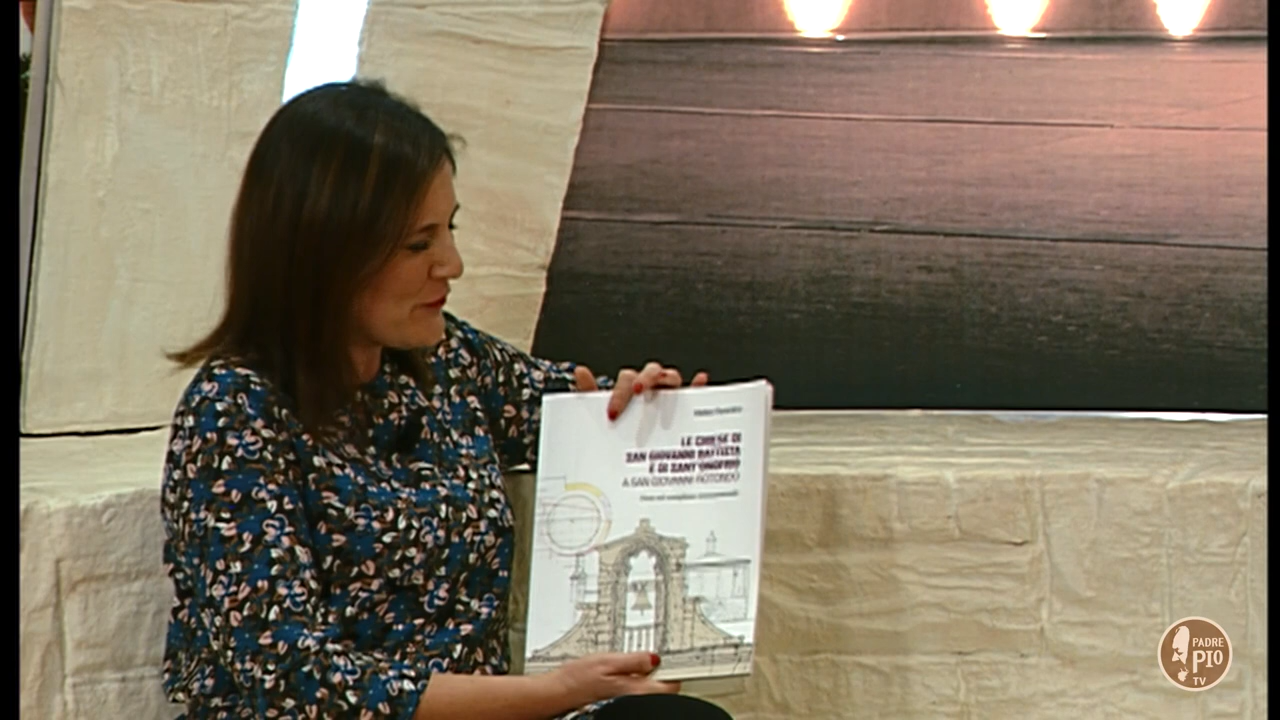 LE CHIESE DI
SAN GIOVANNI BATTISTA
E DI SANT'ONOFRIO
A SAN GIOVANNI ROTONDO
PADRE
PIO
TV